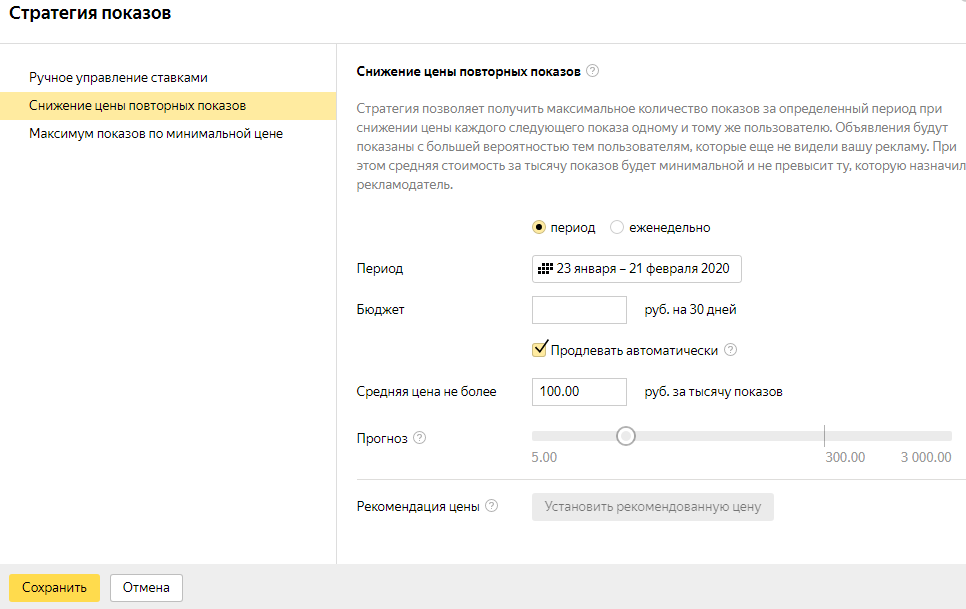 Стратегия показов
Ручное управление ставками
Снижение цены повторных показов
Максимум показов по минимальной цене
Снижение цены повторных показов ?
Стратегия позволяет получить максимальное количество показов за определенный период при
снижении цены каждого следующего показа одному и тому же пользователю. Объявления будут
показаны с большей вероятностью тем пользователям, которые еще не видели вашу рекламу. При
этом средняя стоимость за тысячу показов будет минимальной и не превысит ту, которую назначил
рекламодатель.
период еженедельно
Период 23 января – 21 февраля 2020
Бюджет руб. на 30 дней
Продлевать автоматически ?
Средняя цена не более 100.00 руб. за тысячу показов
Прогноз ?
5.00 300.00 3 000.00
Рекомендация цены ? Установить рекомендованную цену
Сохранить Отмена